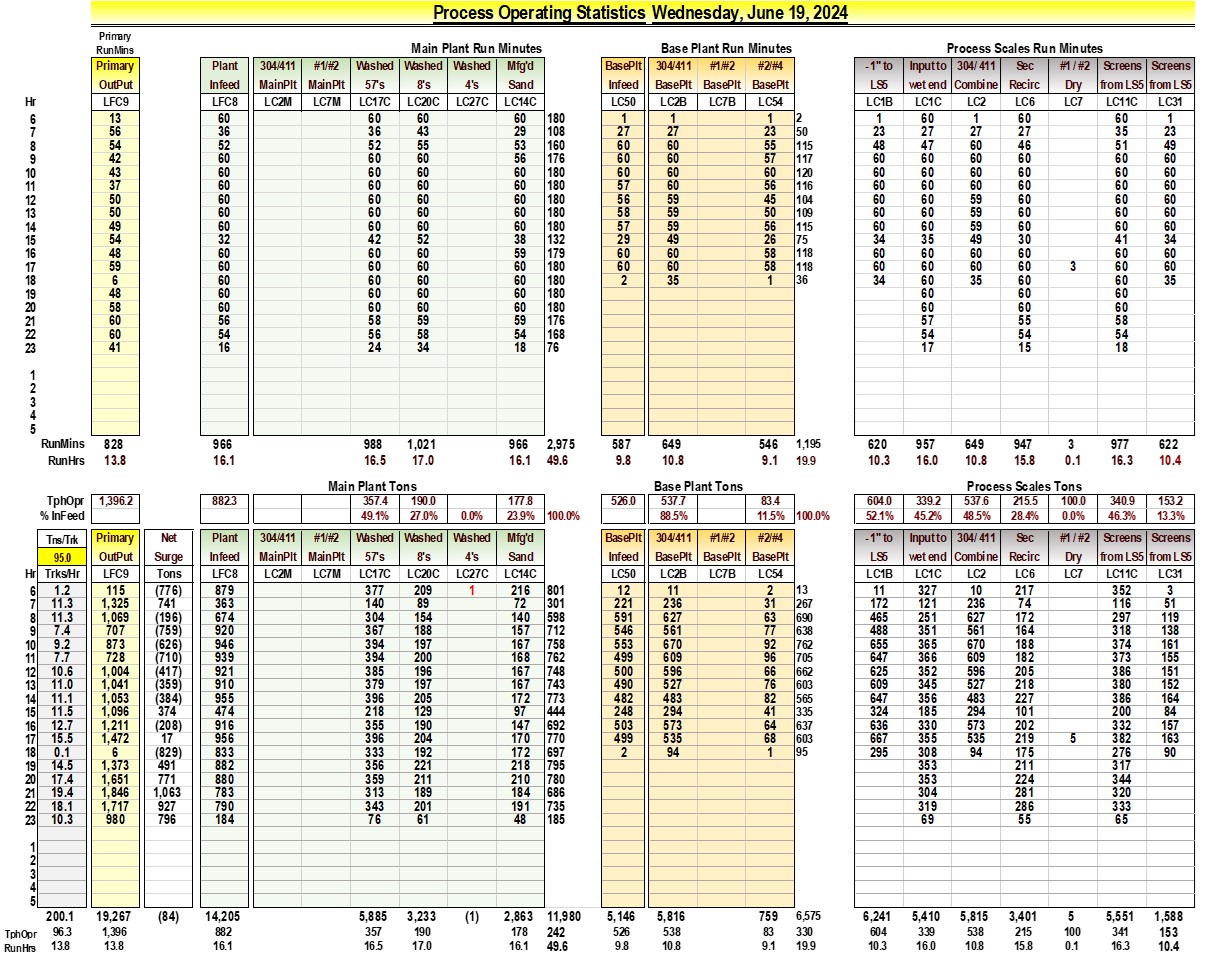 Process Operating Statistics Wednesday, June 19, 2024
Primary
RunMins Main Plant Run Minutes Base Plant Run Minutes Process Scales Run Minutes
Primary Plant 304/411 #1/#2 Washed Washed Washed Mfg'd BasePlt 304/411 #1/#2 #2/#4 -1" to Input to 304/ 411 Sec #1 / #2 Screens Screens
OutPut Infeed MainPlt MainPlt 57's 8's 4's Sand Infeed BasePlt BasePlt BasePlt LS5 wet end Combine Recirc Dry from LS5 from LS5
Hr LFC9 LFC8 LC2M LC7M LC17C LC20C LC27C LC14C LC50 LC2B LC7B LC54 LC1B LC1C LC2 LC6 LC7 LC11C LC31
6 13 60 60 60 60 180 1 1 1 2 1 60 1 60 60 1
7 56 36 36 43 29 108 27 27 23 50 23 27 27 27 35 23
8 54 52 52 55 53 160 60 60 55 115 48 47 60 46 51 49
9 42 60 60 60 56 176 60 60 57 117 60 60 60 60 60 60
10 43 60 60 60 60 180 60 60 60 120 60 60 60 60 60 60
11 37 60 60 60 60 180 57 60 56 116 60 60 60 60 60 60
12 50 60 60 60 60 180 56 59 45 104 60 60 59 60 60 60
13 50 60 60 60 60 180 58 59 50 109 60 60 59 60 60 60
14 49 60 60 60 60 180 57 59 56 115 60 60 59 60 60 60
15 54 32 42 52 38 132 29 49 26 75 34 35 49 30 41 34
16 48 60 60 60 59 179 60 60 58 118 60 60 60 60 60 60
17 59 60 60 60 60 180 60 60 58 118 60 60 60 60 3 60 60
18 6 60 60 60 60 180 2 35 1 36 34 60 35 60 60 35
19 48 60 60 60 60 180 60 60 60
20 58 60 60 60 60 180 60 60 60
21 60 56 58 59 59 176 57 55 58
22 60 54 56 58 54 168 54 54 54
23 41 16 24 34 18 76 17 15 18
1
2
3
4
5
RunMins 828 966 988 1,021 966 2,975 587 649 546 1,195 620 957 649 947 3 977 622
RunHrs 13.8 16.1 16.5 17.0 16.1 49.6 9.8 10.8 9.1 19.9 10.3 16.0 10.8 15.8 0.1 16.3 10.4
Main Plant Tons Base Plant Tons Process Scales Tons
TphOpr 1,396.2 882.3 357.4 190.0 177.8 526.0 537.7 83.4 604.0 339.2 537.6 215.5 100.0 340.9 153.2
% InFeed 49.1% 27.0% 0.0% 23.9% 100.0% 88.5% 11.5% 100.0% 52.1% 45.2% 48.5% 28.4% 0.0% 46.3% 13.3%
Tns/Trk Primary Net Plant 304/411 #1/#2 Washed Washed Washed Mfg'd BasePlt 304/411 #1/#2 #2/#4 -1" to Input to 304/ 411 Sec #1 / #2 Screens Screens
95.0 OutPut Surge Infeed MainPlt MainPlt 57's 8's 4's Sand Infeed BasePlt BasePlt BasePlt LS5 wet end Combine Recirc Dry from LS5 from LS5
Hr Trks/Hr LFC9 Tons LFC8 LC2M LC7M LC17C LC20C LC27C LC14C LC50 LC2B LC7B LC54 LC1B LC1C LC2 LC6 LC7 LC11C LC31
6 1.2 115 (776) 879 377 209 1 216 801 12 11 2 13 11 327 10 217 352 3
7 11.3 1,325 741 363 140 89 72 301 221 236 31 267 172 121 236 74 116 51
8 11.3 1,069 (196) 674 304 154 140 598 591 627 63 690 465 251 627 172 297 119
9 7.4 707 (759) 920 367 188 157 712 546 561 77 638 488 351 561 164 318 138
10 9.2 873 (626) 946 394 197 167 758 553 670 92 762 655 365 670 188 374 161
11 7.7 728 (710) 939 394 200 168 762 499 609 96 705 647 366 609 182 373 155
12 10.6 1,004 (417) 921 385 196 167 748 500 596 66 662 625 352 596 205 386 151
13 11.0 1,041 (359) 910 379 197 167 743 490 527 76 603 609 345 527 218 380 152
14 11.1 1,053 (384) 955 396 205 172 773 482 483 82 565 647 356 483 227 386 164
15 11.5 1,096 374 474 218 129 97 444 248 294 41 335 324 185 294 101 200 84
16 12.7 1,211 (208) 916 355 190 147 692 503 573 64 637 636 330 573 202 332 157
17 15.5 1,472 17 956 396 204 170 770 499 535 68 603 667 355 535 219 5 382 163
18 0.1 6 (829) 833 333 192 172 697 2 94 1 95 295 308 94 175 276 90
19 14.5 1,373 491 882 356 221 218 795 353 211 317
20 17.4 1,651 771 880 359 211 210 780 353 224 344
21 19.4 1,846 1,063 783 313 189 184 686 304 281 320
22 18.1 1,717 927 790 343 201 191 735 319 286 333
23 10.3 980 796 184 76 61 48 185 69 55 65
1
2
3
4
5
200.1 19,267 (84) 14,205 5,885 3,233 (1) 2,863 11,980 5,146 5,816 759 6,575 6,241 5,410 5,815 3,401 5 5,551 1,588
TphOpr 96.3 1,396 882 357 190 178 242 526 538 83 330 604 339 538 215 100 341 153
RunHrs 13.8 13.8 16.1 16.5 17.0 16.1 49.6 9.8 10.8 9.1 19.9 10.3 16.0 10.8 15.8 0.1 16.3 10.4